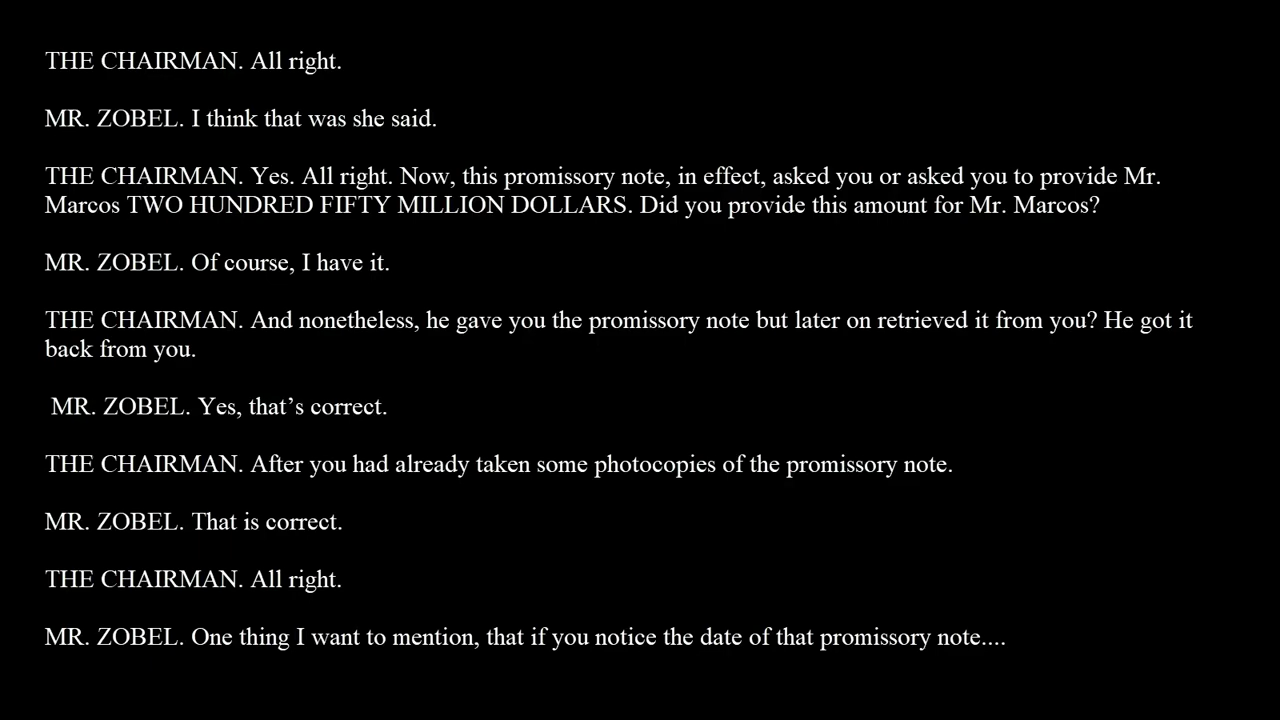 THE CHAIRMAN. All right.
MR. ZOBEL. I think that was she said.
THE CHAIRMAN. Yes. All right. Now, this promissory note, in effect, asked you or asked you to provide Mr.
Marcos TWO HUNDRED FIFTY MILLION DOLLARS. Did you provide this amount for Mr. Marcos?
MR. ZOBEL. Of course, I have it.
THE CHAIRMAN. And nonetheless, he gave you the promissory note but later on retrieved it from you? He got it
back from you.
MR. ZOBEL. Yes, that’s correct.
THE CHAIRMAN. After you had already taken some photocopies of the promissory note.
MR. ZOBEL. That is correct.
THE CHAIRMAN. All right.
MR. ZOBEL. One thing I want to mention, that if you notice the date of that promissory note....